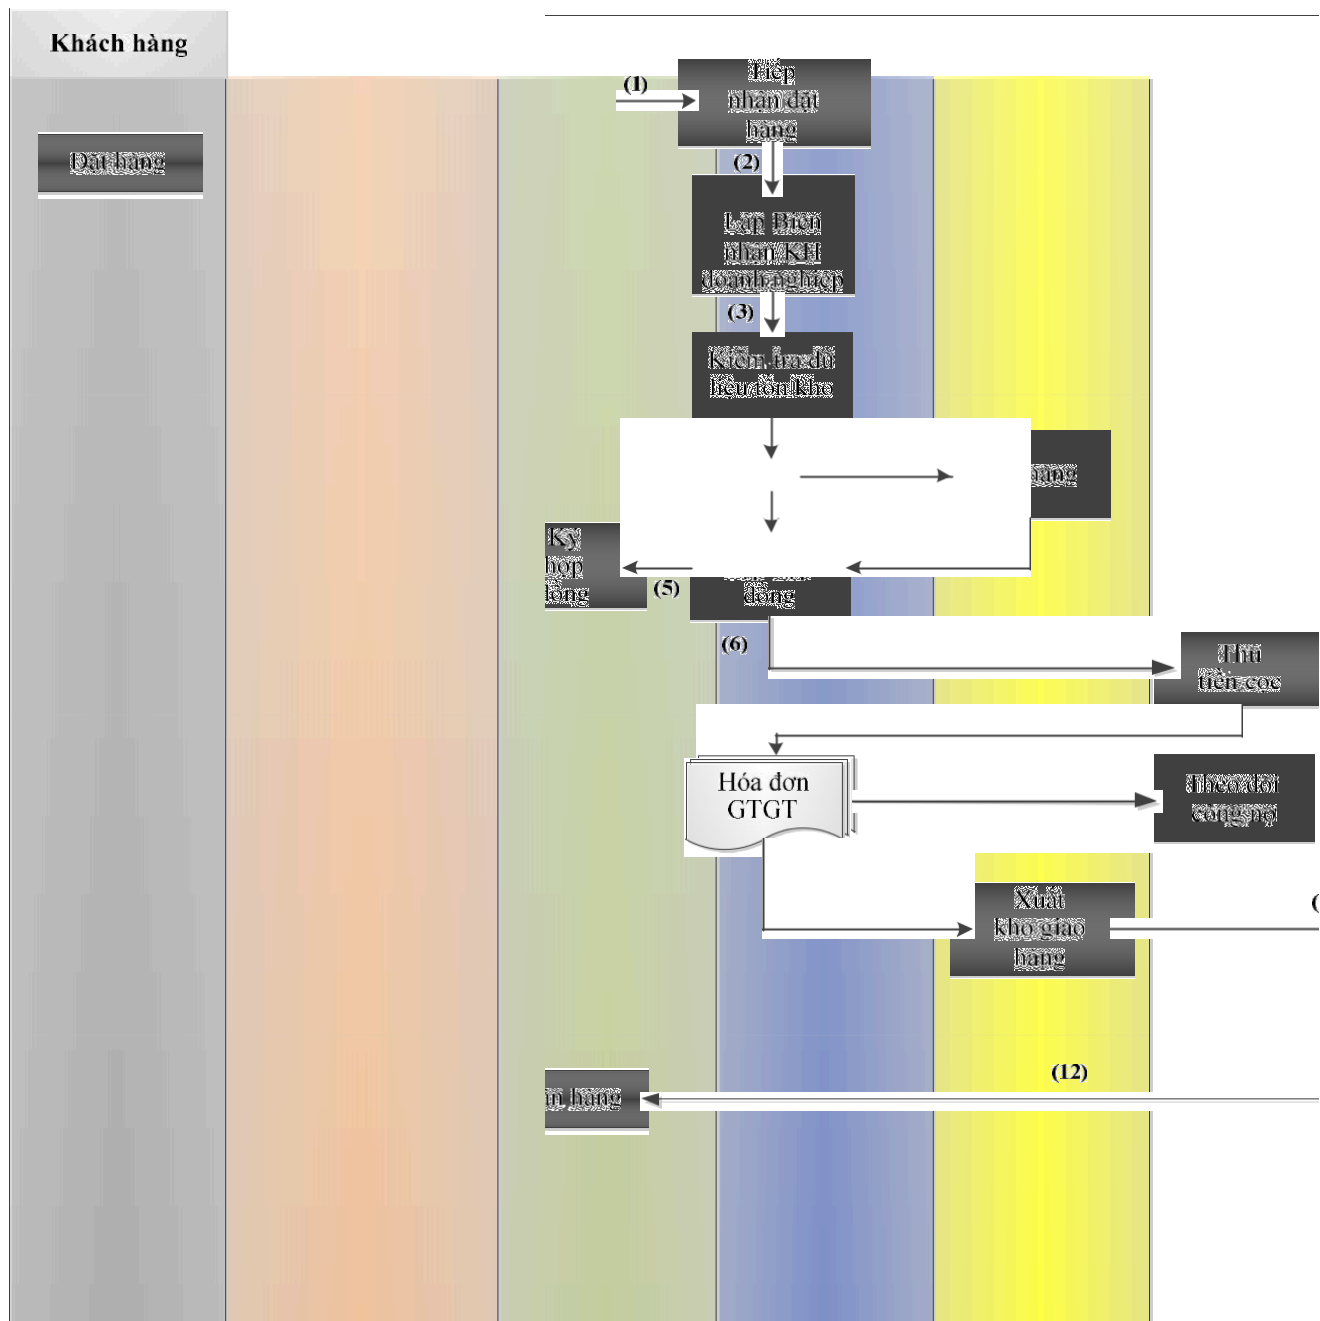 Khách hàng
(1)
Tiếp
nhận đặt
hàng
Đặt hàng
(2)
Lập Biên
nhận KH
doanh nghiệp
(3)
Kiểm tra dữ
liệu tồn kho
hàng
Ký
hợp
(5)
đồng
(6)
Thu
tiền cọc
Hóa đơn
GTGT
Theo dõi
công nợ
Xuất
kho giao
hàng
(12)
hàng